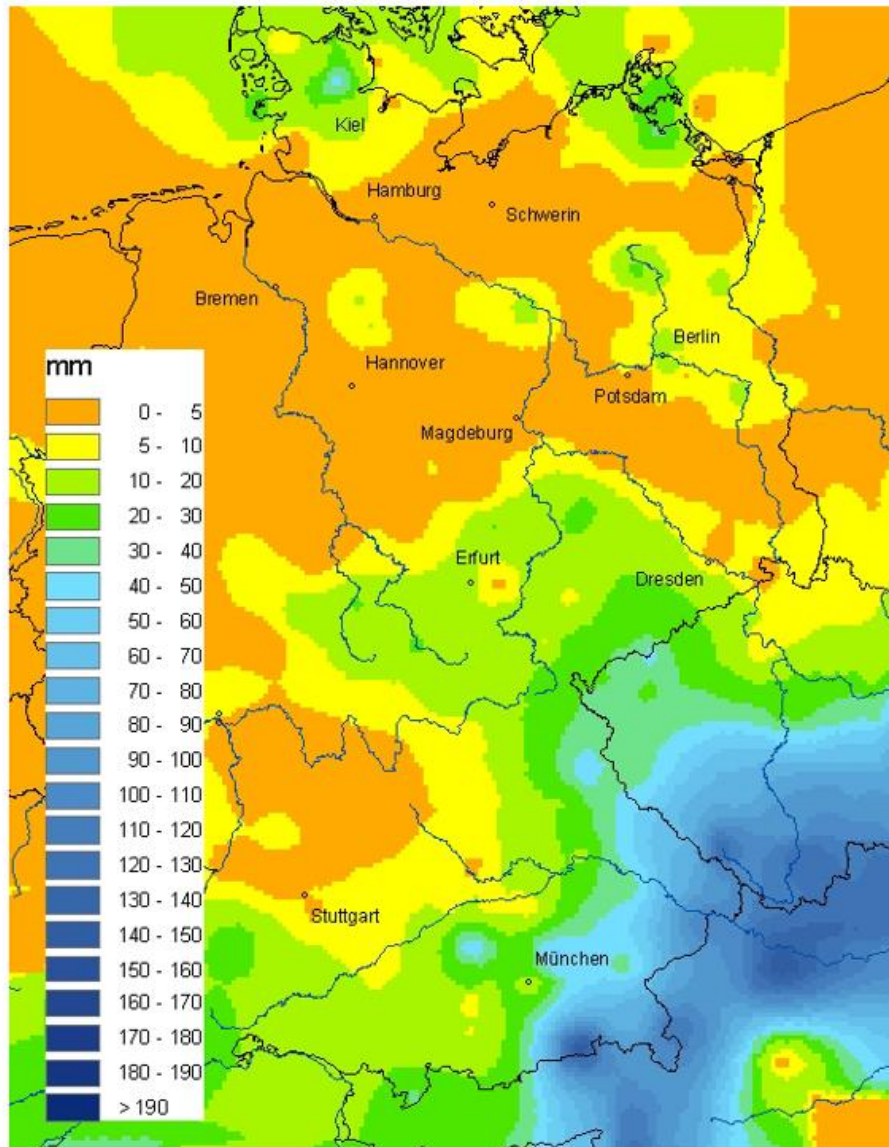 Kiel
Hamburg
Schwerin
Bremen
Berlin
mm
Hannover
Potsdam
0 - 5
5 - 10
Magdeburg
10 - 20
20 - 30
30 - 40
Erfurt
Dresden
40 - 50
50 - 60
60 - 70
70 - 80
80 - 90
90 - 100
100 - 110
110 - 120
120 - 130
130 - 140
Stuttgart
140 - 150
München
150 - 160
160 - 170
170 - 180
180 - 190
> 190